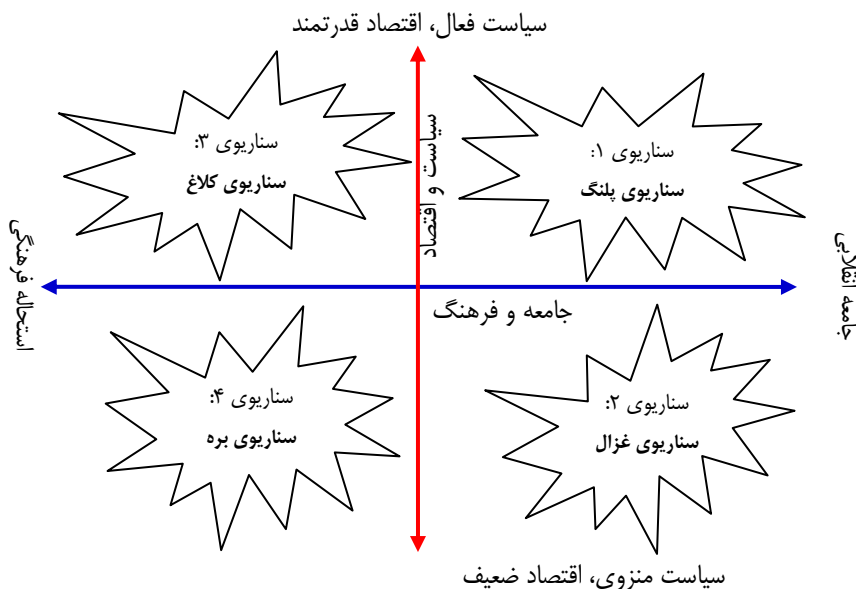 سیاست فعال، اقتصاد قدرتمند
سناریوی ۱:
سناریوی پلنگ
سیاست و اقتصاد
سناریوی ۳:
سناریوی کلاغ
جامعه انقلابی
جامعه و فرهنگ
استحاله فرهنگی
سناریوی ۲:
سناریوی غزال
سناریوی ۴:
سناریوی بره
سیاست منزوی، اقتصاد ضعیف